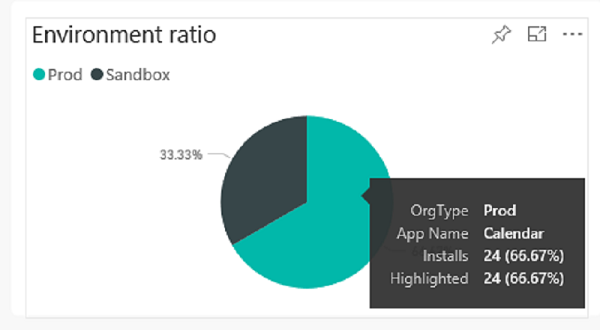 Environment ratio
Prod Sandbox
33.33%
OrgType Prod
App Name Calendar
Installs 24 (66.67%)
Highlighted 24 (66.67%)